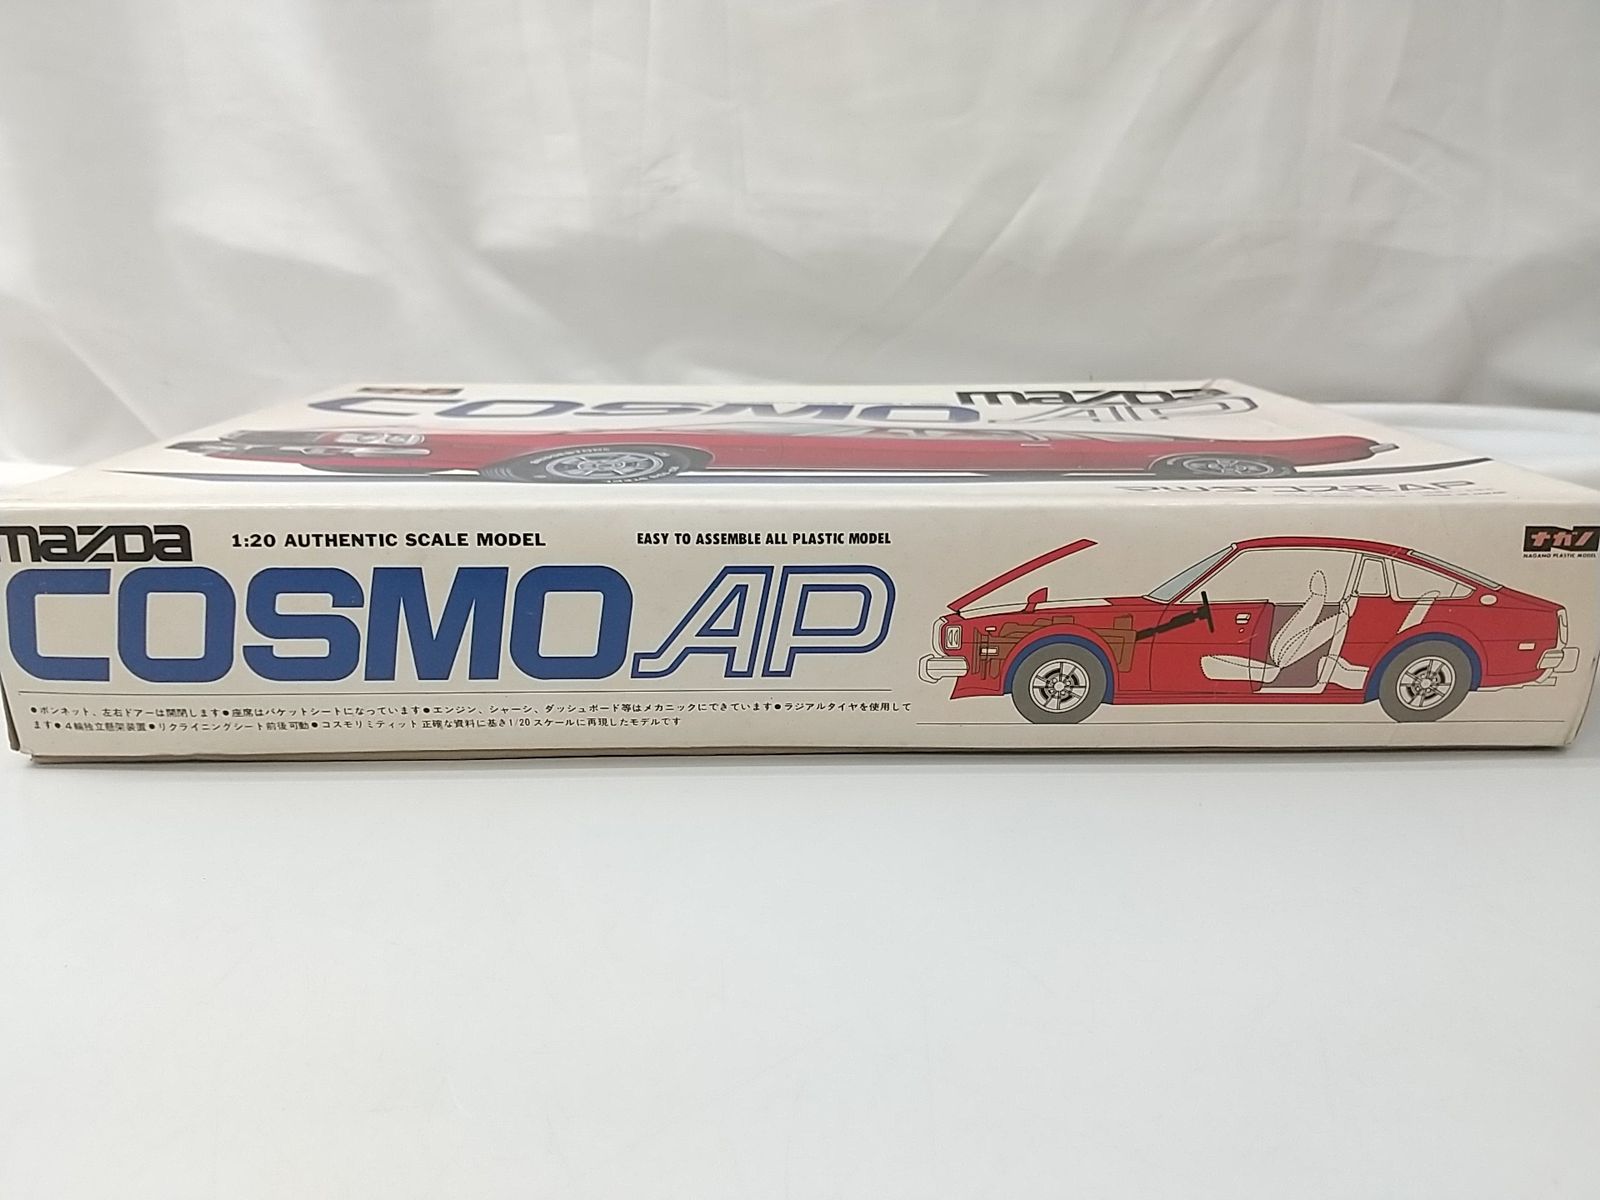 COSMO AP
mazda
マツダコスモAP
mazda
1:20 AUTHENTIC SCALE MODEL
EASY TO ASSEMBLE ALL PLASTIC MODEL
ナガノ
NAGANO PLASTIC MODEL
COSMO AP
●ボンネット、左右ドアーは開閉します●座席はバケットシートになっています●エンジン、シャーシ、ダッシュボード等はメカニックにできています●ラジアルタイヤを使用して
ます●4輪独立懸架装置●リクライニングシート前後可動●コスモリミティット 正確な資料に基き1/20スケールに再現したモデルです